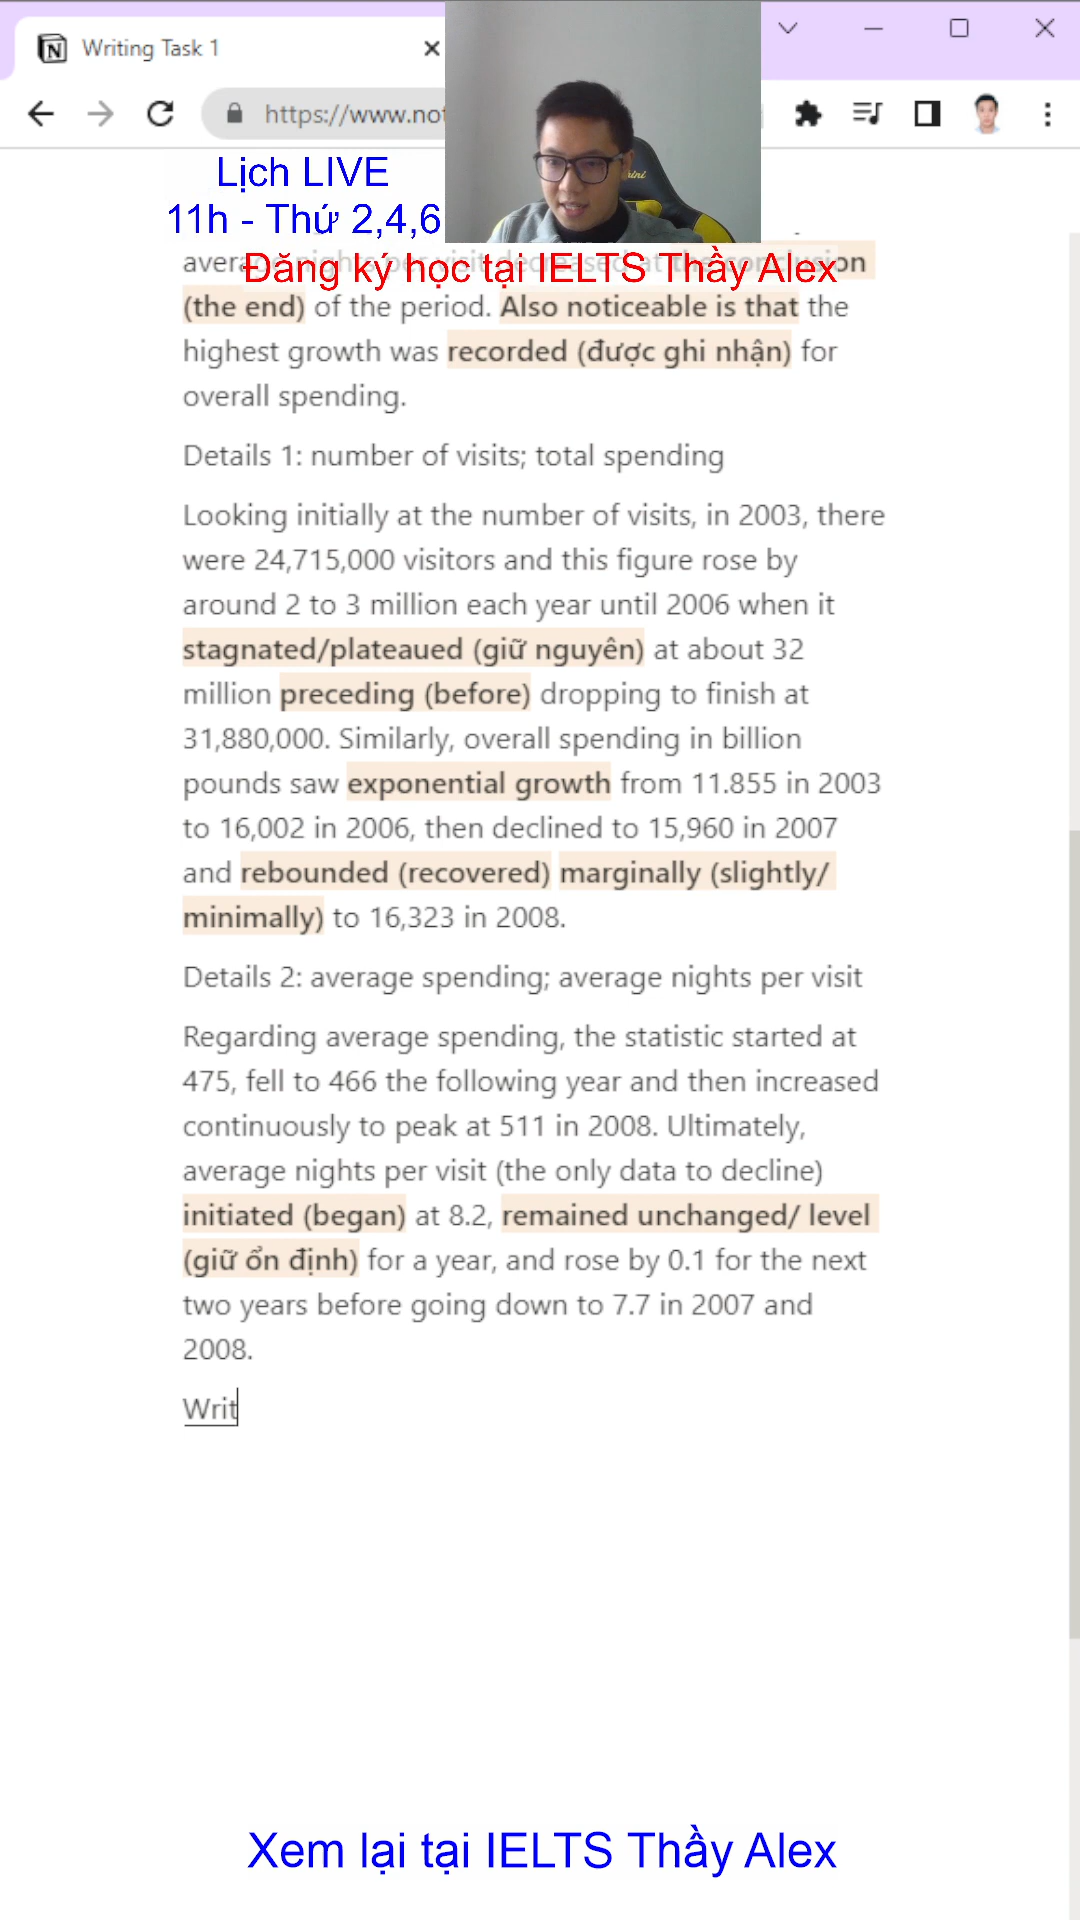 Writing Task 1
https://www.not
Lịch LIVE
11h - Thứ 2,4,6
Đăng ký học tại IELTS Thầy Alex
average nights per visit decreased at the conclusion
(the end) of the period. Also noticeable is that the
highest growth was recorded (được ghi nhận) for
overall spending.
Details 1: number of visits; total spending
Looking initially at the number of visits, in 2003, there
were 24,715,000 visitors and this figure rose by
around 2 to 3 million each year until 2006 when it
stagnated/plateaued (giữ nguyên) at about 32
million preceding (before) dropping to finish at
31,880,000. Similarly, overall spending in billion
pounds saw exponential growth from 11.855 in 2003
to 16,002 in 2006, then declined to 15,960 in 2007
and rebounded (recovered) marginally (slightly/
minimally) to 16,323 in 2008.
Details 2: average spending; average nights per visit
Regarding average spending, the statistic started at
475, fell to 466 the following year and then increased
continuously to peak at 511 in 2008. Ultimately,
average nights per visit (the only data to decline)
initiated (began) at 8.2, remained unchanged/ level
(giữ ổn định) for a year, and rose by 0.1 for the next
two years before going down to 7.7 in 2007 and
2008.
Writ
Xem lại tại IELTS Thầy Alex